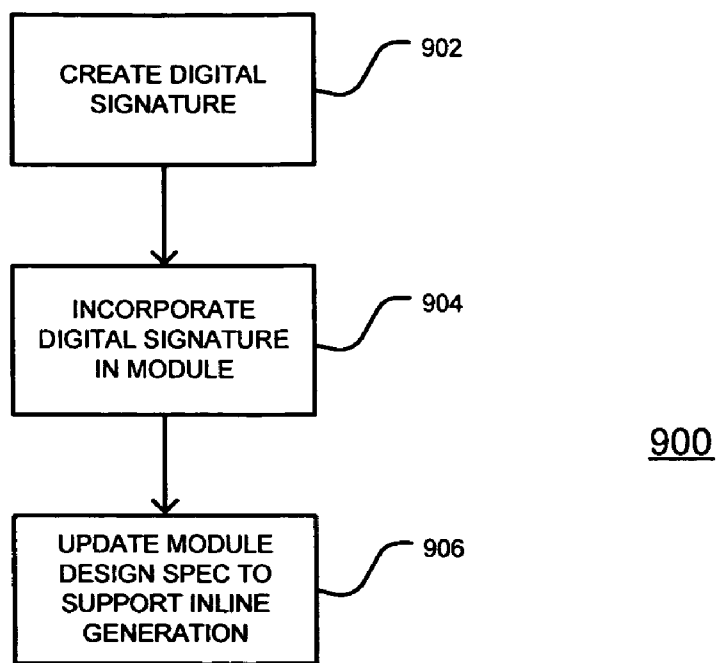 CREATE DIGITAL
SIGNATURE
902
INCORPORATE
DIGITAL SIGNATURE
IN MODULE
904
900
UPDATE MODULE
DESIGN SPEC TO
SUPPORT INLINE
GENERATION
906